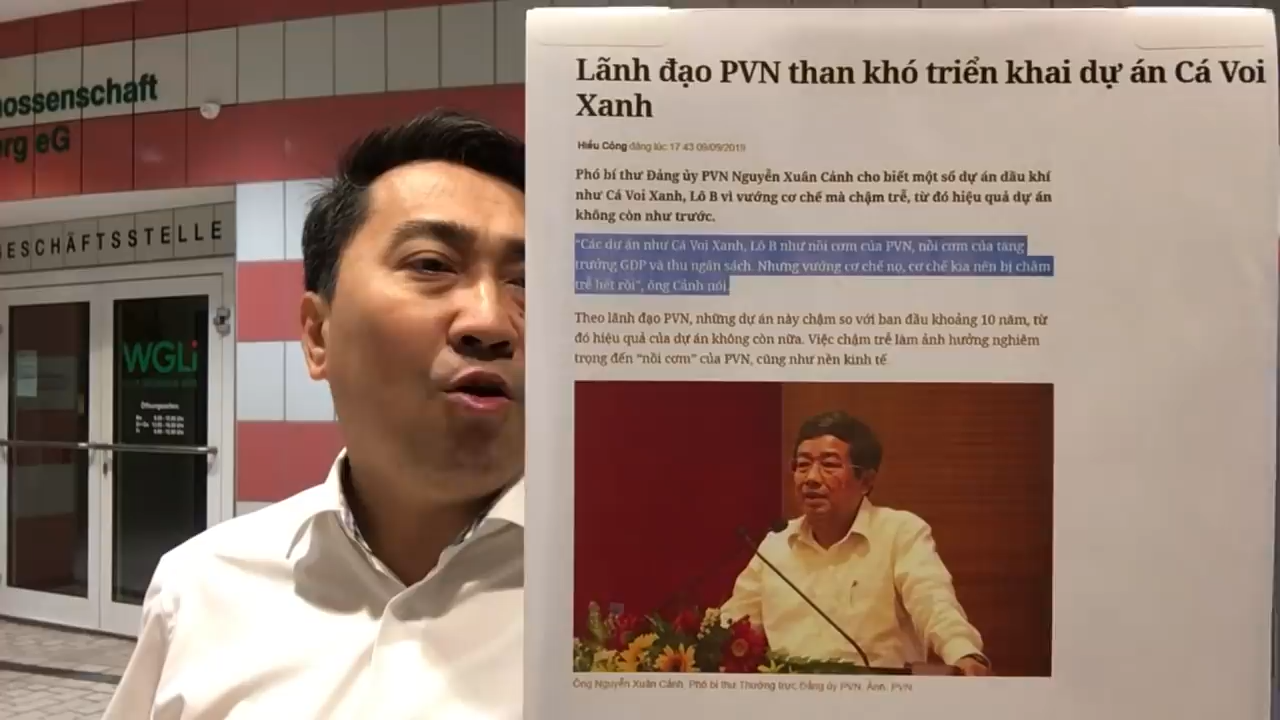 ossenschaft
rg eG
GESCHÄFTSSTELLE
WGLi
Öffnungszeiten
Lãnh đạo PVN than khó triển khai dự án Cá Voi
Xanh
Hiếu Công đăng lúc 17:43 09/09/2019
Phó bí thư Đảng ủy PVN Nguyễn Xuân Cảnh cho biết một số dự án dầu khí
như Cá Voi Xanh, Lô B vì vướng cơ chế mà chậm trễ, từ đó hiệu quả dự án
không còn như trước.
"Các dự án như Cá Voi Xanh, Lô B như nồi cơm của PVN, nồi cơm của tăng
trưởng GDP và thu ngân sách. Nhưng vướng cơ chế nọ, cơ chế kia nên bị chậm
trễ hết rồi", ông Cảnh nói.
Theo lãnh đạo PVN, những dự án này chậm so với ban đầu khoảng 10 năm, từ
đó hiệu quả của dự án không còn nữa. Việc chậm trễ làm ảnh hưởng nghiêm
trọng đến "nồi cơm" của PVN, cũng như nền kinh tế.
Ông Nguyễn Xuân Cảnh, Phó bí thư Thường trực Đảng ủy PVN. Ảnh: PVN.